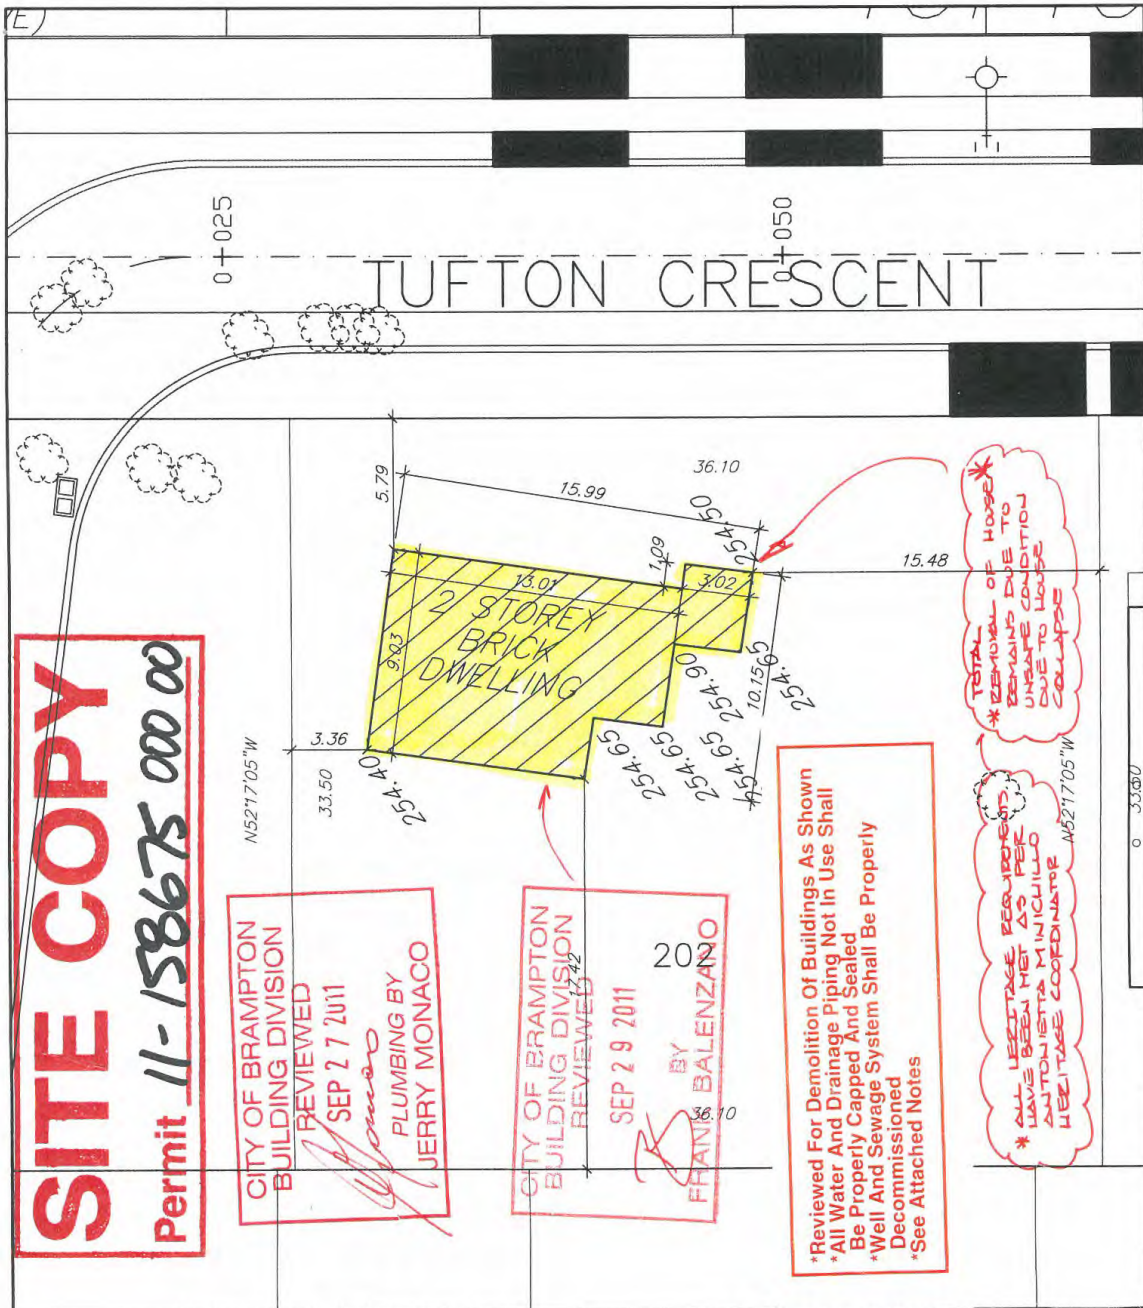 0+025
0+050
TUFTON CRESCENT
5.79
15.99
36.10
254.50
1.09
13.01
3.02
15.48
2 STOREY
BRICK
DWELLING
9.03
254.90
254.65
10.15
254.65
254.65
254.65
3.36
254.40
N52°17'05"W
33.50
202
17.42
36.10
N52°17'05"W
SITE COPY
Permit 11-158675 000 00
CITY OF BRAMPTON
BUILDING DIVISION
REVIEWED
SEP 27 2011
PLUMBING BY
JERRY MONACO
CITY OF BRAMPTON
BUILDING DIVISION
REVIEWED
SEP 29 2011
BY
FRANK BALENZANO
*Reviewed For Demolition Of Buildings As Shown
*All Water And Drainage Piping Not In Use Shall
Be Properly Capped And Sealed
*Well And Sewage System Shall Be Properly
Decommissioned
*See Attached Notes
TOTAL
*REMOVAL OF HOUSE*
REMAINS DUE TO
UNSAFE CONDITION
DUE TO HOUSE
COLLAPSE
* ALL HERITAGE REQUIREMENTS
HAVE BEEN MET AS PER
ANTONIETTA MINICHILLO
HERITAGE COORDINATOR